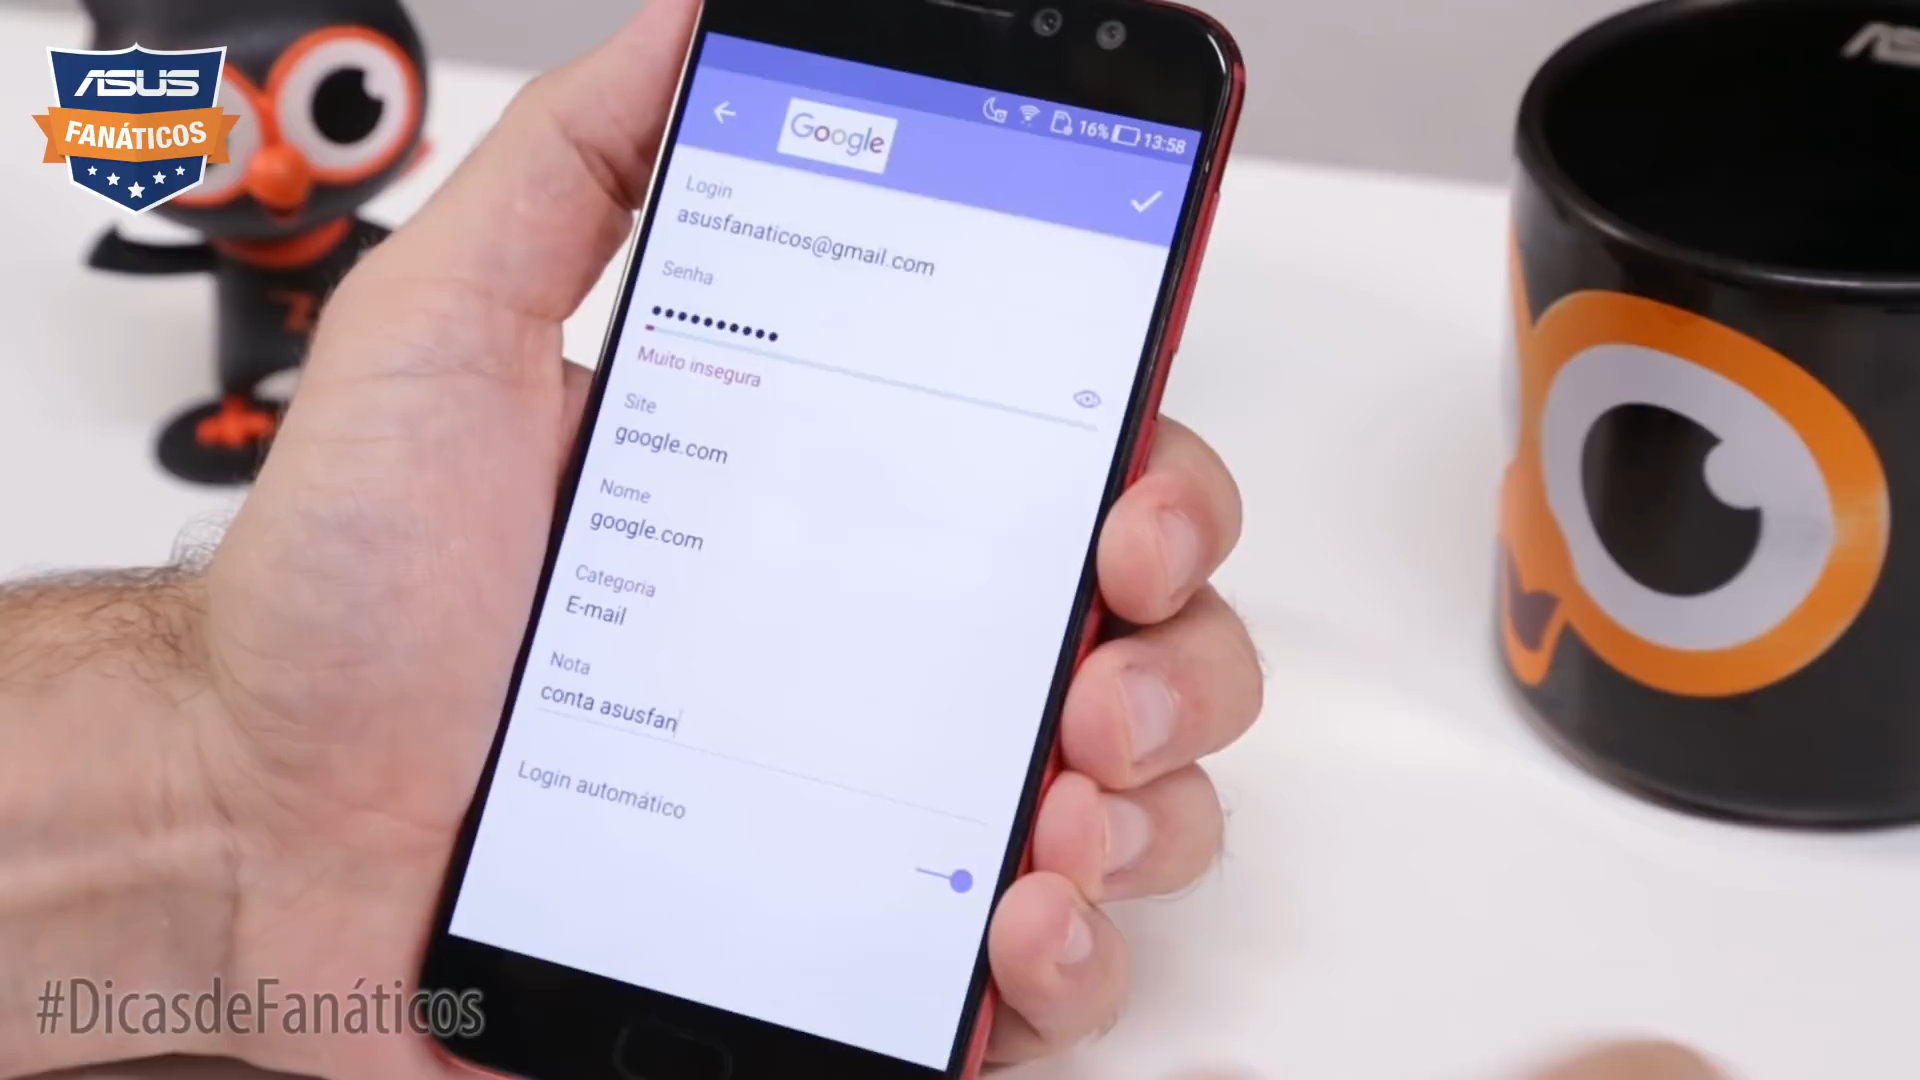 ASUS
FANÁTICOS
16% 13:58
Google
Login
asusfanaticos@gmail.com
Senha
••••••••••
Muito insegura
Site
google.com
Nome
google.com
Categoria
E-mail
Nota
conta asusfan
Login automático
#DicasdeFanáticos